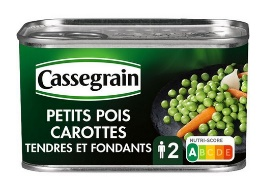 Cassegrain
PETITS POIS
CAROTTES
TENDRES ET FONDANTS
2
NUTRI-SCORE
A B C D E